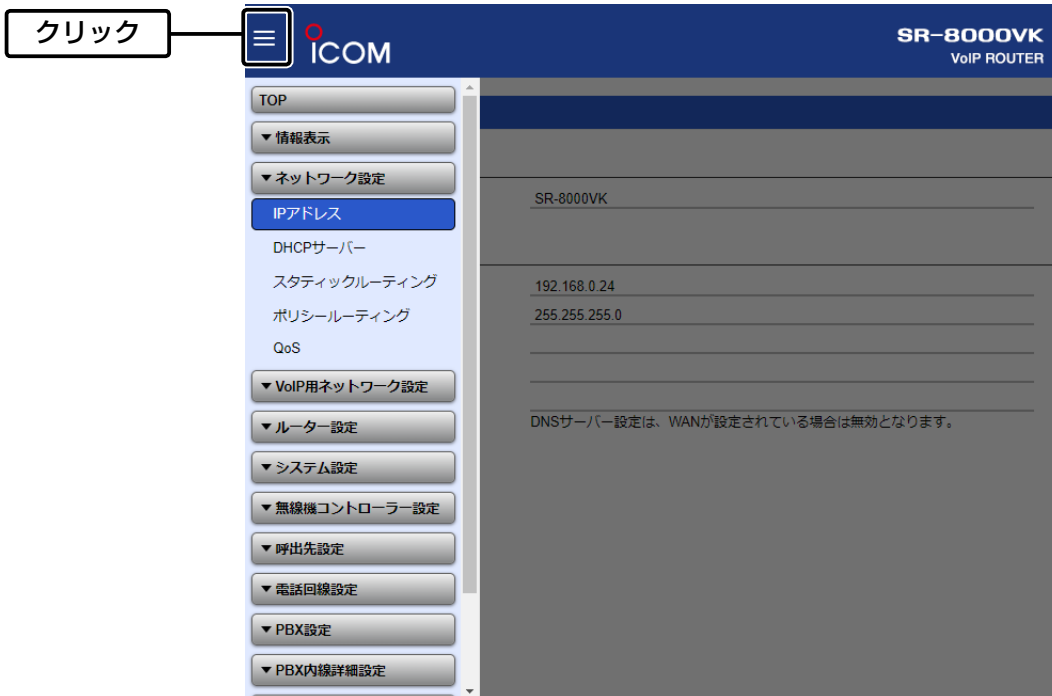 クリック
ICOM
SR-8000VK
VoIP ROUTER
TOP
▼情報表示
▼ネットワーク設定
IPアドレス
DHCPサーバー
スタティックルーティング
ポリシールーティング
QoS
▼VoIP用ネットワーク設定
▼ルーター設定
▼システム設定
▼無線機コントローラー設定
▼呼出先設定
▼電話回線設定
▼PBX設定
▼PBX内線詳細設定
SR-8000VK
192.168.0.24
255.255.255.0
DNSサーバー設定は、WANが設定されている場合は無効となります。